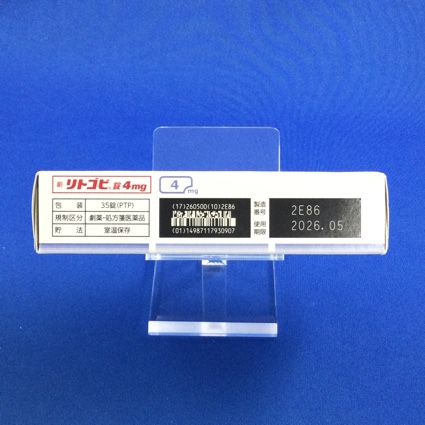 劇 リトゴビ®錠4mg
包装 35錠(PTP)
規制区分 劇薬・処方箋医薬品
貯法 室温保存
4mg
(17)260500(10)2E86
(01)14987117930907
製造番号 2E86
使用期限 2026.05